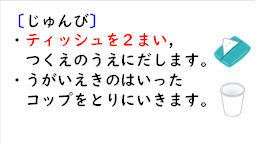 ［じゅんび］
・ティッシュを２まい，
つくえのうえにだします。
・うがいえきのはいった
コップをとりにいきます。